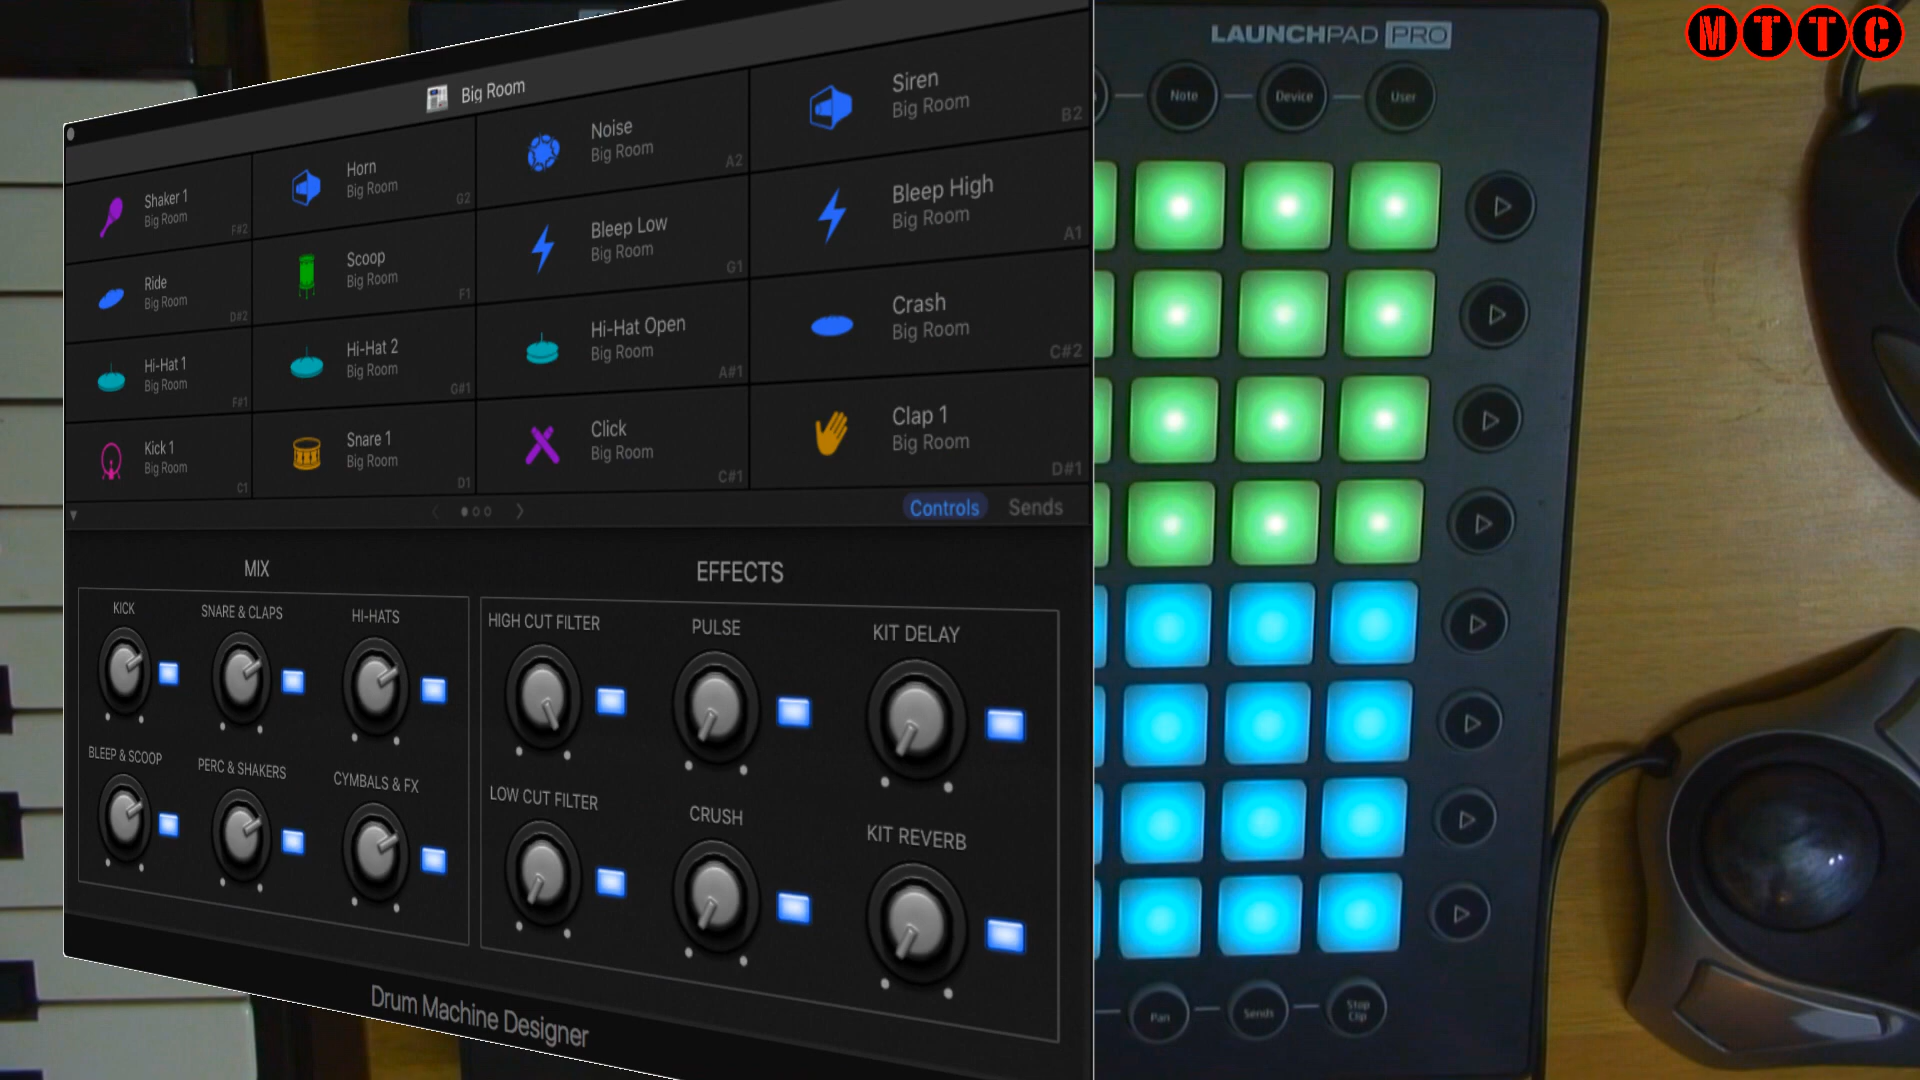 Big Room
Shaker 1
Big Room
F#2
Horn
Big Room
G2
Noise
Big Room
A2
Siren
Big Room
B2
Ride
Big Room
D#2
Scoop
Big Room
F1
Bleep Low
Big Room
G1
Bleep High
Big Room
A1
Hi-Hat 1
Big Room
F#1
Hi-Hat 2
Big Room
G#1
Hi-Hat Open
Big Room
A#1
Crash
Big Room
C#2
Kick 1
Big Room
C1
Snare 1
Big Room
D1
Click
Big Room
C#1
Clap 1
Big Room
D#1
Controls Sends
MIX
KICK
SNARE & CLAPS
HI-HATS
BLEEP & SCOOP
PERC & SHAKERS
CYMBALS & FX
EFFECTS
HIGH CUT FILTER
PULSE
KIT DELAY
LOW CUT FILTER
CRUSH
KIT REVERB
Drum Machine Designer
LAUNCHPAD PRO
Note
Device
User
Pan
Sends
Stop
Clip
MTTC